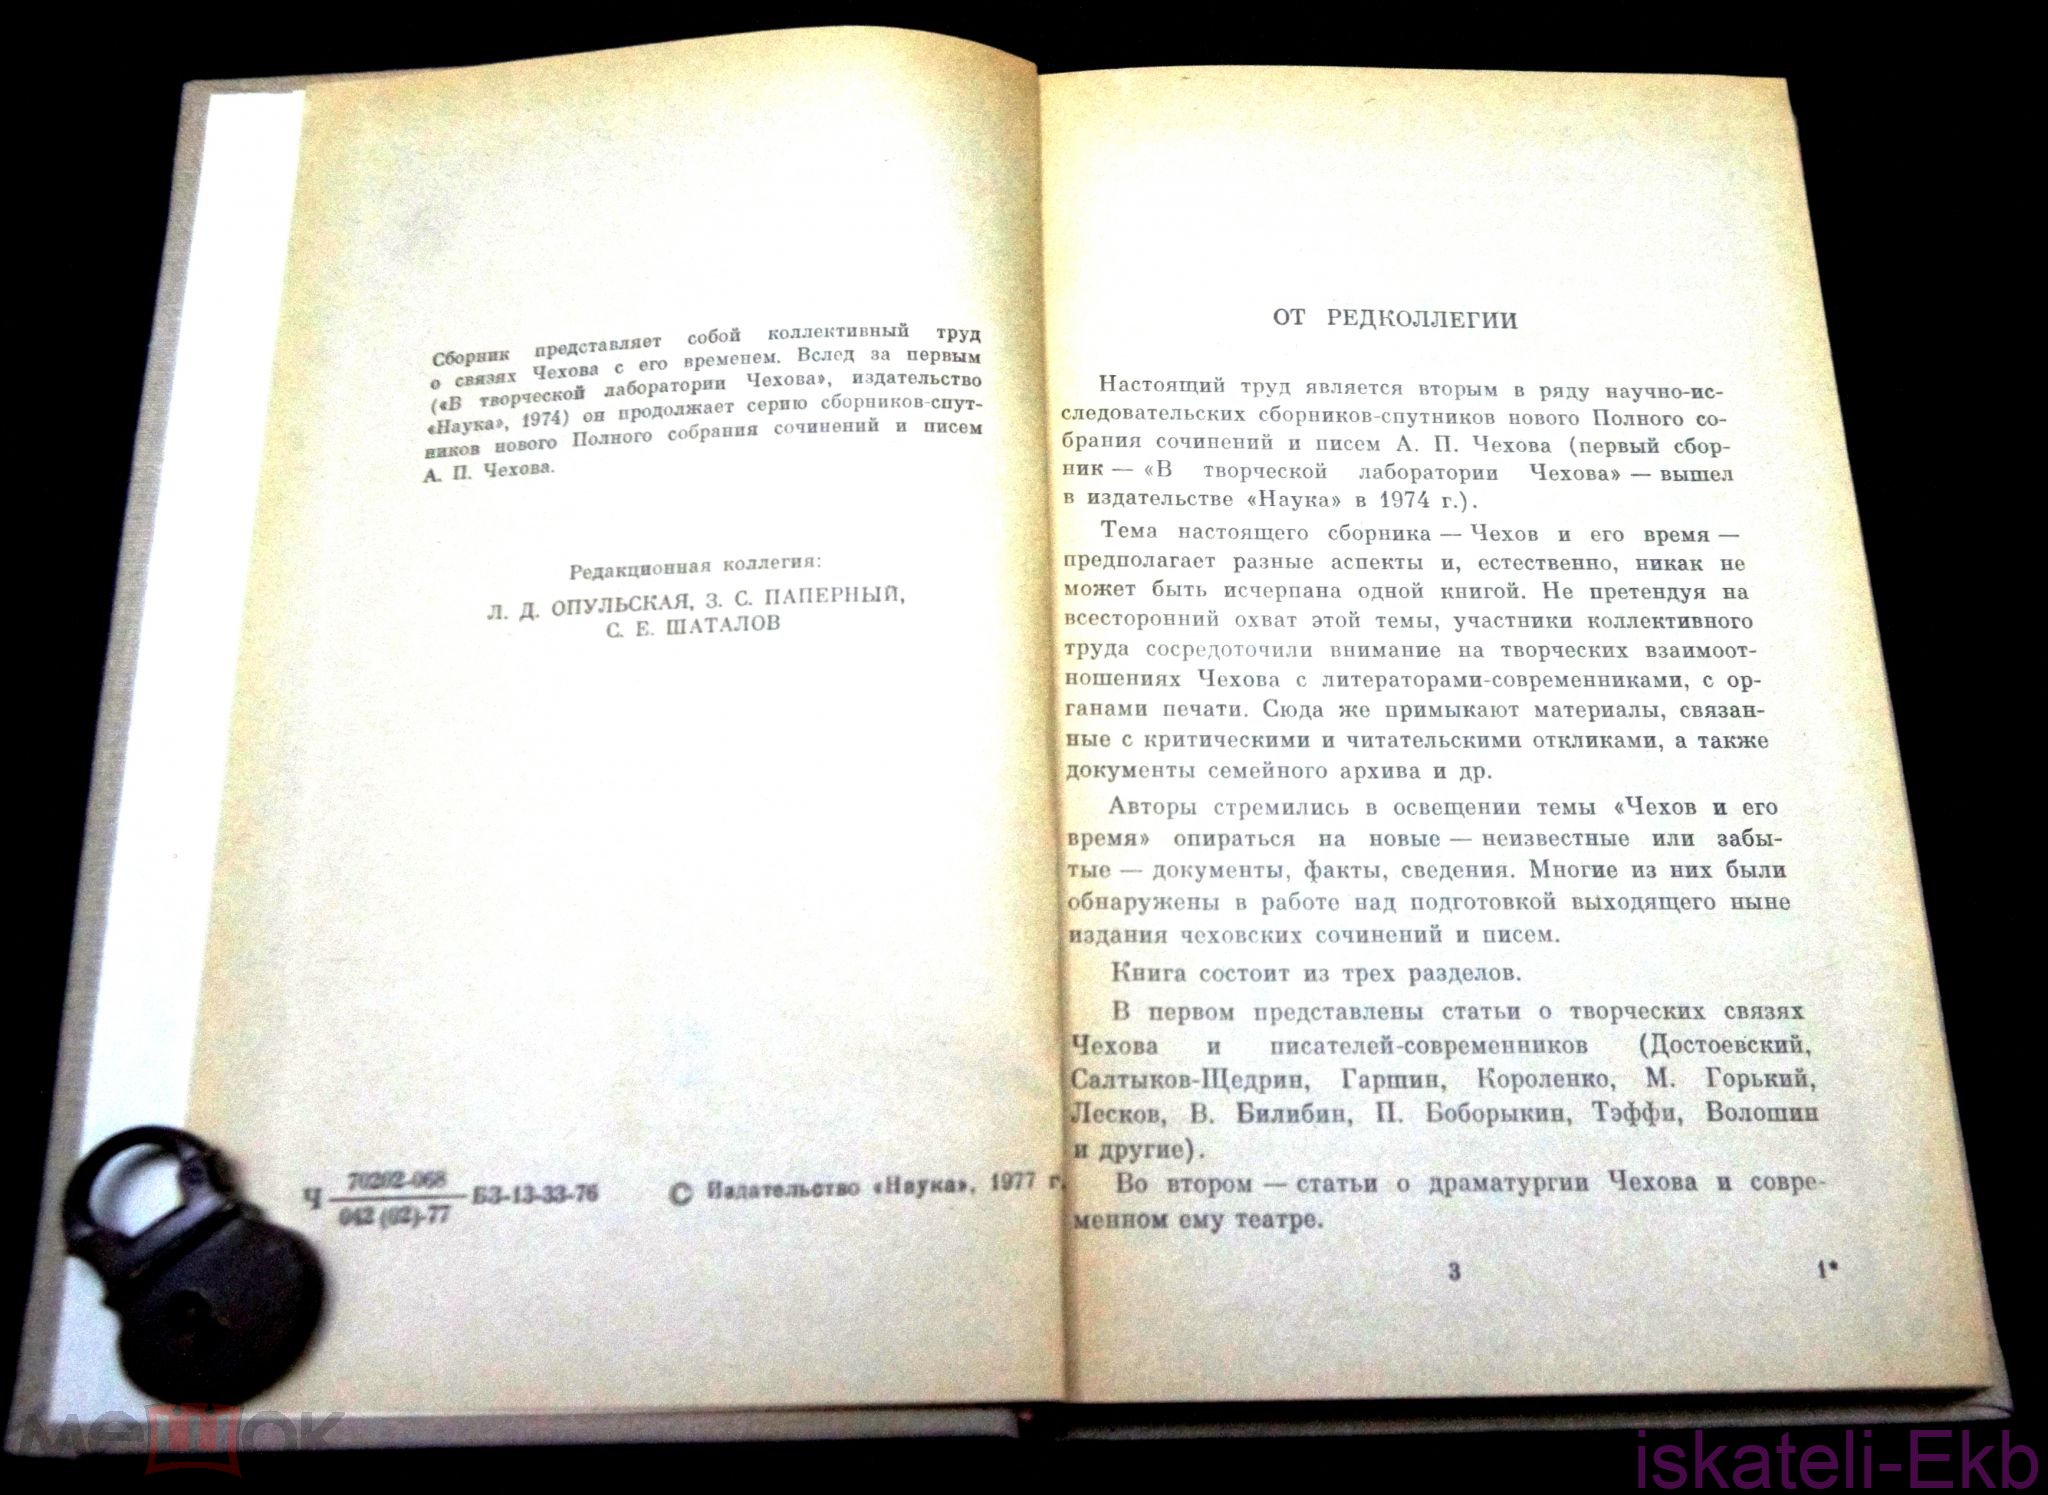 Сборник представляет собой коллективный труд
о связях Чехова с его временем. Вслед за первым
(«В творческой лаборатории Чехова», издательство
«Наука», 1974) он продолжает серию сборников-спут-
ников нового Полного собрания сочинений и писем
А. П. Чехова.
Редакционная коллегия:
Л. Д. ОПУЛЬСКАЯ, З. С. ПАПЕРНЫЙ,
С. Е. ШАТАЛОВ
Ч 70202-068
042 (02)-77
БЗ-13-33-76
© Издательство «Наука», 1977 г.
ОТ РЕДКОЛЛЕГИИ
Настоящий труд является вторым в ряду научно-ис-
следовательских сборников-спутников нового Полного со-
брания сочинений и писем А. П. Чехова (первый сбор-
ник — «В творческой лаборатории Чехова» — вышел
в издательстве «Наука» в 1974 г.).
Тема настоящего сборника — Чехов и его время —
предполагает разные аспекты и, естественно, никак не
может быть исчерпана одной книгой. Не претендуя на
всесторонний охват этой темы, участники коллективного
труда сосредоточили внимание на творческих взаимоот-
ношениях Чехова с литераторами-современниками, с ор-
ганами печати. Сюда же примыкают материалы, связан-
ные с критическими и читательскими откликами, а также
документы семейного архива и др.
Авторы стремились в освещении темы «Чехов и его
время» опираться на новые — неизвестные или забы-
тые — документы, факты, сведения. Многие из них были
обнаружены в работе над подготовкой выходящего ныне
издания чеховских сочинений и писем.
Книга состоит из трех разделов.
В первом представлены статьи о творческих связях
Чехова и писателей-современников (Достоевский,
Салтыков-Щедрин, Гаршин, Короленко, М. Горький,
Лесков, В. Билибин, П. Боборыкин, Тэффи, Волошин
и другие).
Во втором — статьи о драматургии Чехова и совре-
менном ему театре.
3
1*
мешок
iskateli-Ekb